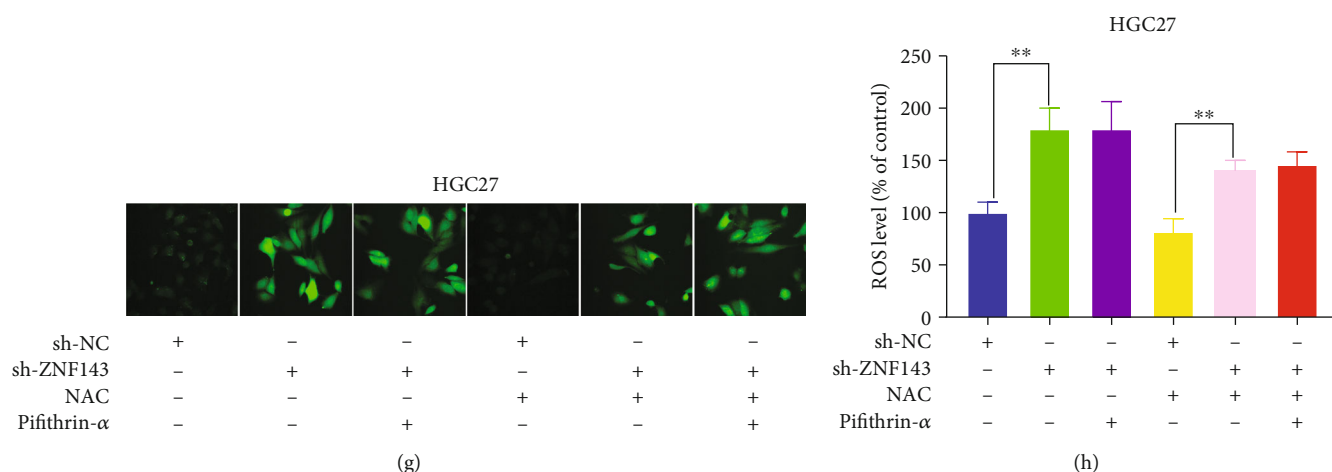 HGC27
sh-NC + – – + – –
sh-ZNF143 – + + – + +
NAC – – – + + +
Pifithrin-α – – + – – +
(g)
HGC27
ROS level (% of control)
250
200
150
100
50
0
**
**
sh-NC + – – + – –
sh-ZNF143 – + + – + +
NAC – – – + + +
Pifithrin-α – – + – – +
(h)